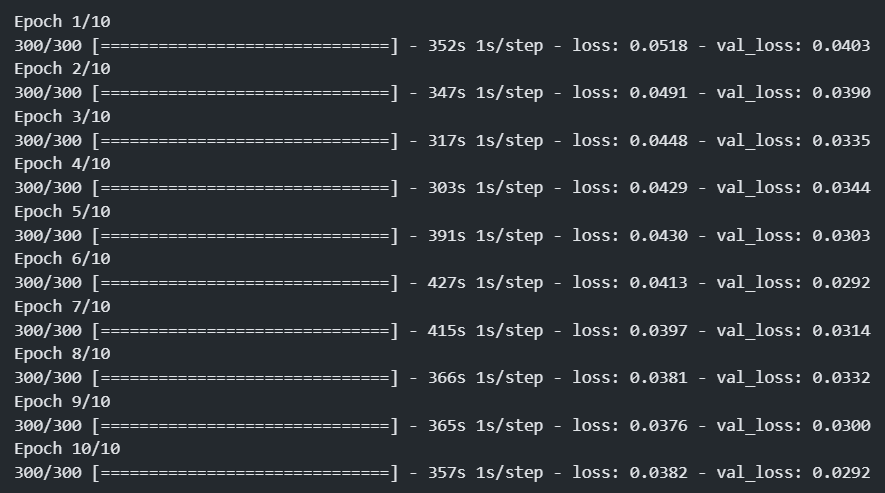 Epoch 1/10
300/300 [==============================] - 352s 1s/step - loss: 0.0518 - val_loss: 0.0403
Epoch 2/10
300/300 [==============================] - 347s 1s/step - loss: 0.0491 - val_loss: 0.0390
Epoch 3/10
300/300 [==============================] - 317s 1s/step - loss: 0.0448 - val_loss: 0.0335
Epoch 4/10
300/300 [==============================] - 303s 1s/step - loss: 0.0429 - val_loss: 0.0344
Epoch 5/10
300/300 [==============================] - 391s 1s/step - loss: 0.0430 - val_loss: 0.0303
Epoch 6/10
300/300 [==============================] - 427s 1s/step - loss: 0.0413 - val_loss: 0.0292
Epoch 7/10
300/300 [==============================] - 415s 1s/step - loss: 0.0397 - val_loss: 0.0314
Epoch 8/10
300/300 [==============================] - 366s 1s/step - loss: 0.0381 - val_loss: 0.0332
Epoch 9/10
300/300 [==============================] - 365s 1s/step - loss: 0.0376 - val_loss: 0.0300
Epoch 10/10
300/300 [==============================] - 357s 1s/step - loss: 0.0382 - val_loss: 0.0292